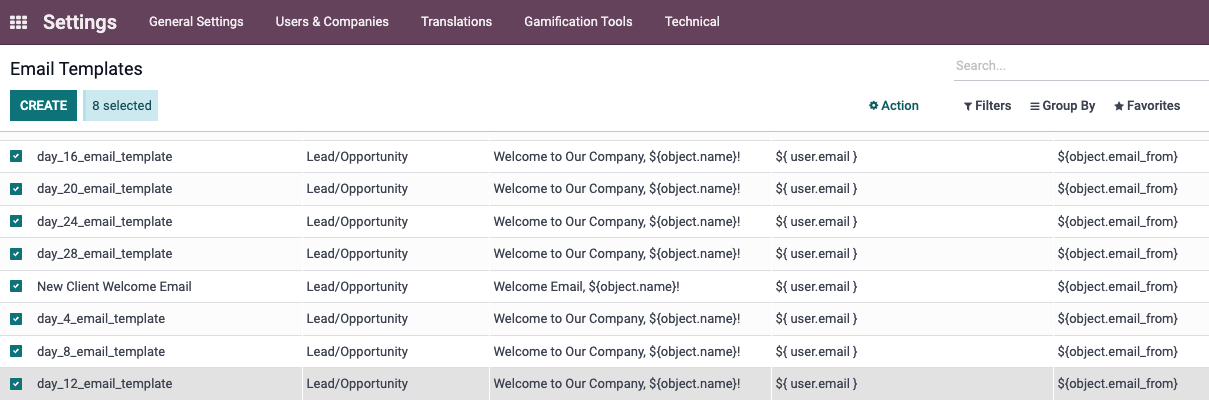 Settings General Settings Users & Companies Translations Gamification Tools Technical
Email Templates Search...
CREATE 8 selected Action Filters Group By Favorites
day_16_email_template Lead/Opportunity Welcome to Our Company, ${object.name}! ${ user.email } ${object.email_from}
day_20_email_template Lead/Opportunity Welcome to Our Company, ${object.name}! ${ user.email } ${object.email_from}
day_24_email_template Lead/Opportunity Welcome to Our Company, ${object.name}! ${ user.email } ${object.email_from}
day_28_email_template Lead/Opportunity Welcome to Our Company, ${object.name}! ${ user.email } ${object.email_from}
New Client Welcome Email Lead/Opportunity Welcome Email, ${object.name}! ${ user.email } ${object.email_from}
day_4_email_template Lead/Opportunity Welcome to Our Company, ${object.name}! ${ user.email } ${object.email_from}
day_8_email_template Lead/Opportunity Welcome to Our Company, ${object.name}! ${ user.email } ${object.email_from}
day_12_email_template Lead/Opportunity Welcome to Our Company, ${object.name}! ${ user.email } ${object.email_from}